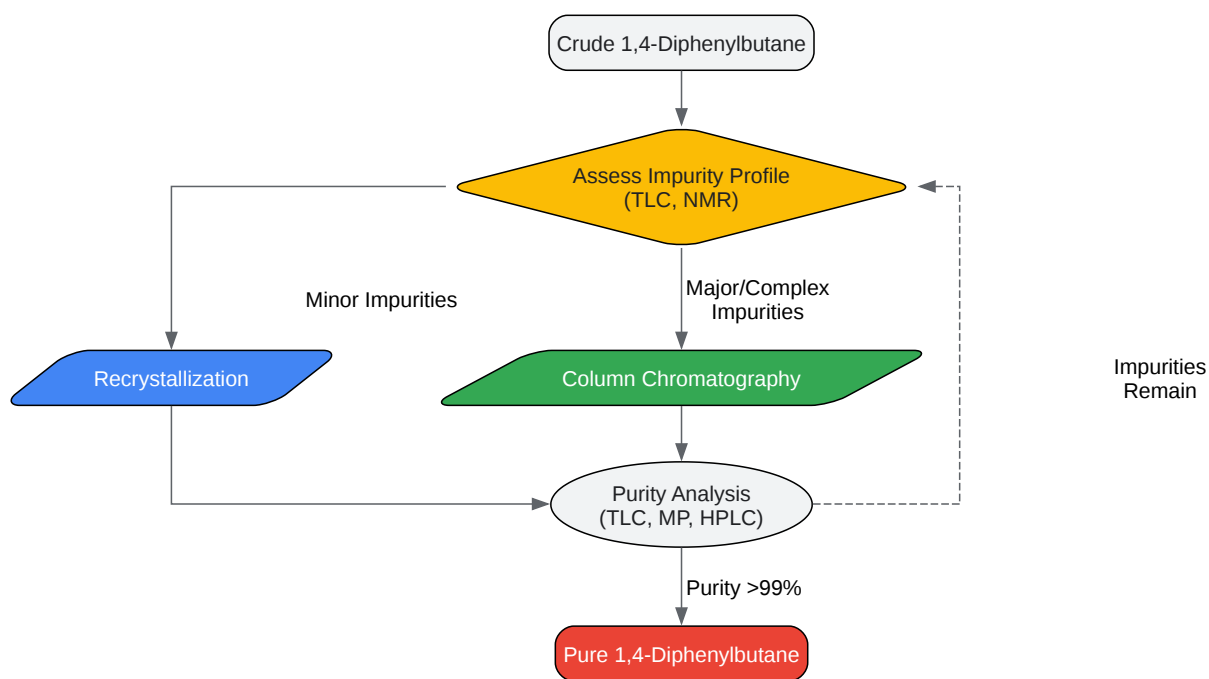 Crude 1,4-Diphenylbutane
Assess Impurity Profile
(TLC, NMR)
Minor Impurities
Major/Complex
Impurities
Recrystallization
Column Chromatography
Impurities
Remain
Purity Analysis
(TLC, MP, HPLC)
Purity >99%
Pure 1,4-Diphenylbutane